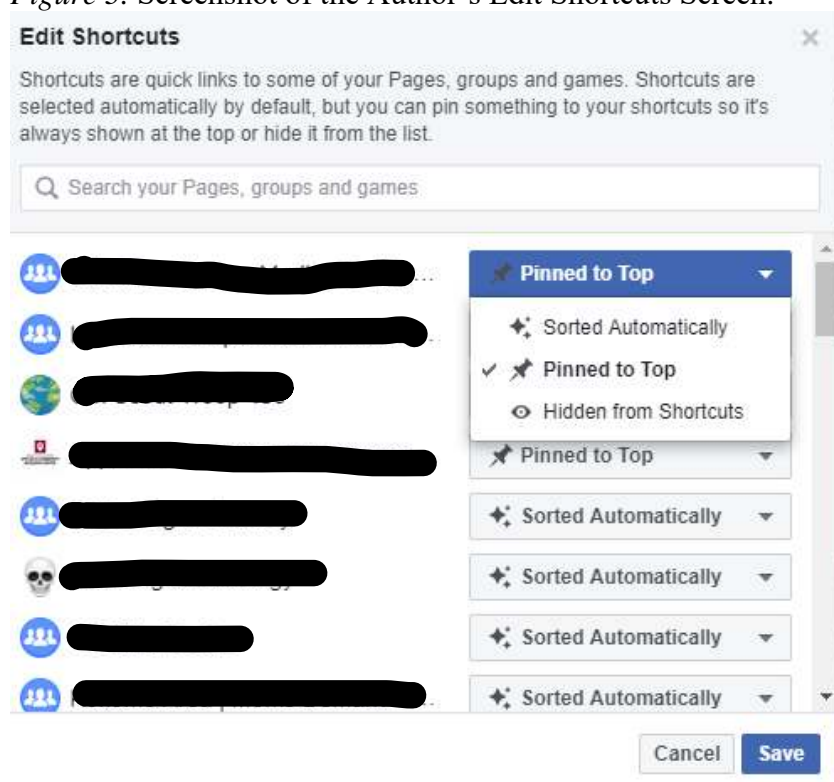 Figure 3. Screenshot of the Author's Edit Shortcuts Screen.
Edit Shortcuts
Shortcuts are quick links to some of your Pages, groups and games. Shortcuts are
selected automatically by default, but you can pin something to your shortcuts so it's
always shown at the top or hide it from the list.
Search your Pages, groups and games
Pinned to Top
Sorted Automatically
Pinned to Top
Hidden from Shortcuts
Pinned to Top
Sorted Automatically
Sorted Automatically
Sorted Automatically
Sorted Automatically
Cancel Save